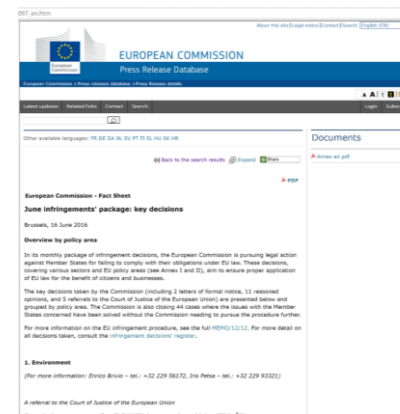 097_en.htm
About the site | Legal notice | Contact | Search | English (EN)
EUROPEAN COMMISSION
Press Release Database
European Commission > Press releases database > Press Release details
A A
Latest updates Related links Contact Search Login Subsc
Other available languages: FR DE DA NL SV PT FI EL HU SK HR
Documents
Back to the search results Expand Share
Annex en pdf
PDF
European Commission - Fact Sheet
June infringements' package: key decisions
Brussels, 16 June 2016
Overview by policy area
In its monthly package of infringement decisions, the European Commission is pursuing legal action
against Member States for failing to comply with their obligations under EU law. These decisions,
covering various sectors and EU policy areas (see Annex I and II), aim to ensure proper application
of EU law for the benefit of citizens and businesses.
The key decisions taken by the Commission (including 2 letters of formal notice, 11 reasoned
opinions, and 5 referrals to the Court of Justice of the European Union) are presented below and
grouped by policy area. The Commission is also closing 44 cases where the issues with the Member
States concerned have been solved without the Commission needing to pursue the procedure further.
For more information on the EU infringement procedure, see the full MEMO/12/12. For more detail on
all decisions taken, consult the infringement decisions' register.
1. Environment
(For more information: Enrico Brivio – tel.: +32 229 56172, Iris Petsa – tel.: +32 229 93321)
A referral to the Court of Justice of the European Union